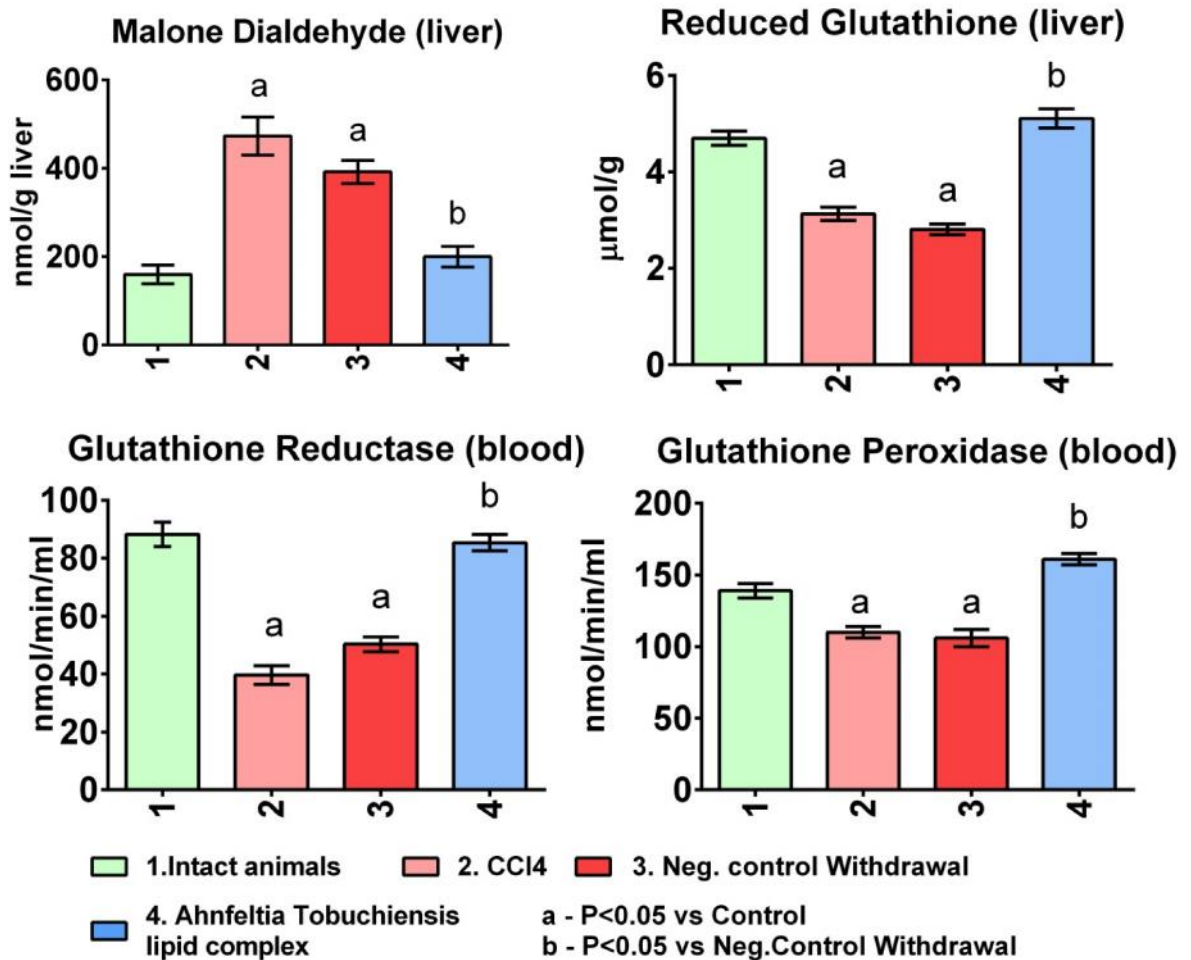 Malone Dialdehyde (liver)
nmol/g liver
600
400
200
0
a
a
b
1
2
3
4
Reduced Glutathione (liver)
µmol/g
6
4
2
0
a
a
b
1
2
3
4
Glutathione Reductase (blood)
nmol/min/ml
100
80
60
40
20
0
a
a
b
1
2
3
4
Glutathione Peroxidase (blood)
nmol/min/ml
200
150
100
50
0
a
a
b
1
2
3
4
1.Intact animals
2. CCl4
3. Neg. control Withdrawal
4. Ahnfeltia Tobuchiensis
lipid complex
a - P<0.05 vs Control
b - P<0.05 vs Neg.Control Withdrawal